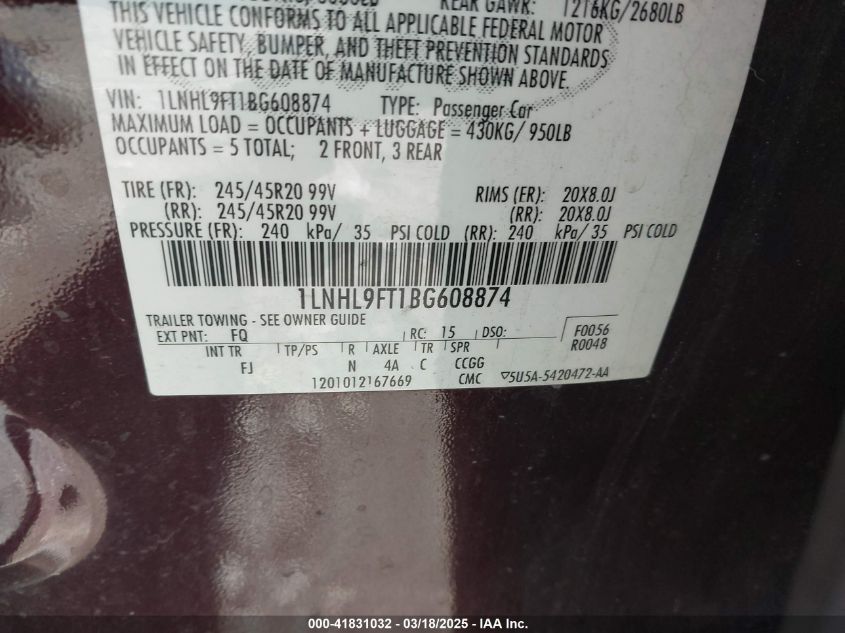 REAR GAWR: 1216KG/2680LB
THIS VEHICLE CONFORMS TO ALL APPLICABLE FEDERAL MOTOR
VEHICLE SAFETY, BUMPER, AND THEFT PREVENTION STANDARDS
IN EFFECT ON THE DATE OF MANUFACTURE SHOWN ABOVE.
VIN: 1LNHL9FT1BG608874 TYPE: Passenger Car
MAXIMUM LOAD = OCCUPANTS + LUGGAGE = 430KG/ 950LB
OCCUPANTS = 5 TOTAL; 2 FRONT, 3 REAR
TIRE (FR): 245/45R20 99V RIMS (FR): 20X8.0J
(RR): 245/45R20 99V (RR): 20X8.0J
PRESSURE (FR): 240 kPa/ 35 PSI COLD (RR): 240 kPa/ 35 PSI COLD
1LNHL9FT1BG608874
TRAILER TOWING - SEE OWNER GUIDE
EXT PNT: FQ RC: 15 DSO: F0056
INT TR TP/PS R AXLE TR SPR R0048
FJ N 4A C CCGG
1201012167669 CMC 5U5A-5420472-AA
000-41831032 - 03/18/2025 - IAAI.COM